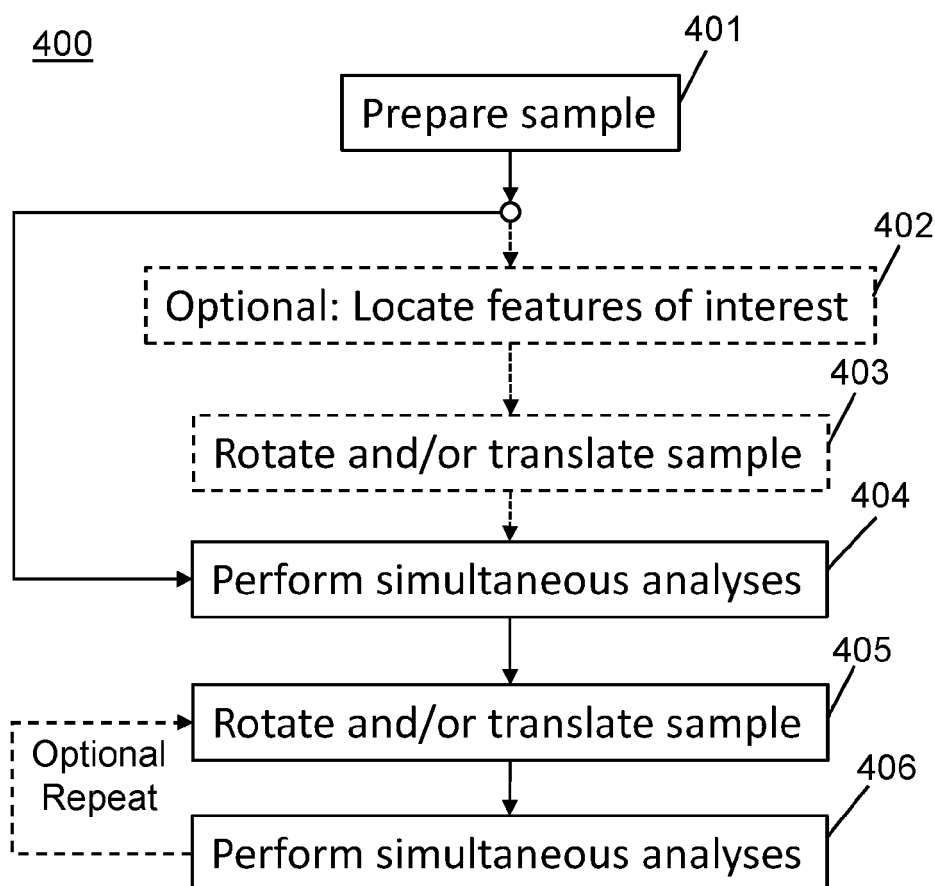 400
401
Prepare sample
402
Optional: Locate features of interest
403
Rotate and/or translate sample
404
Perform simultaneous analyses
405
Rotate and/or translate sample
Optional
Repeat
406
Perform simultaneous analyses